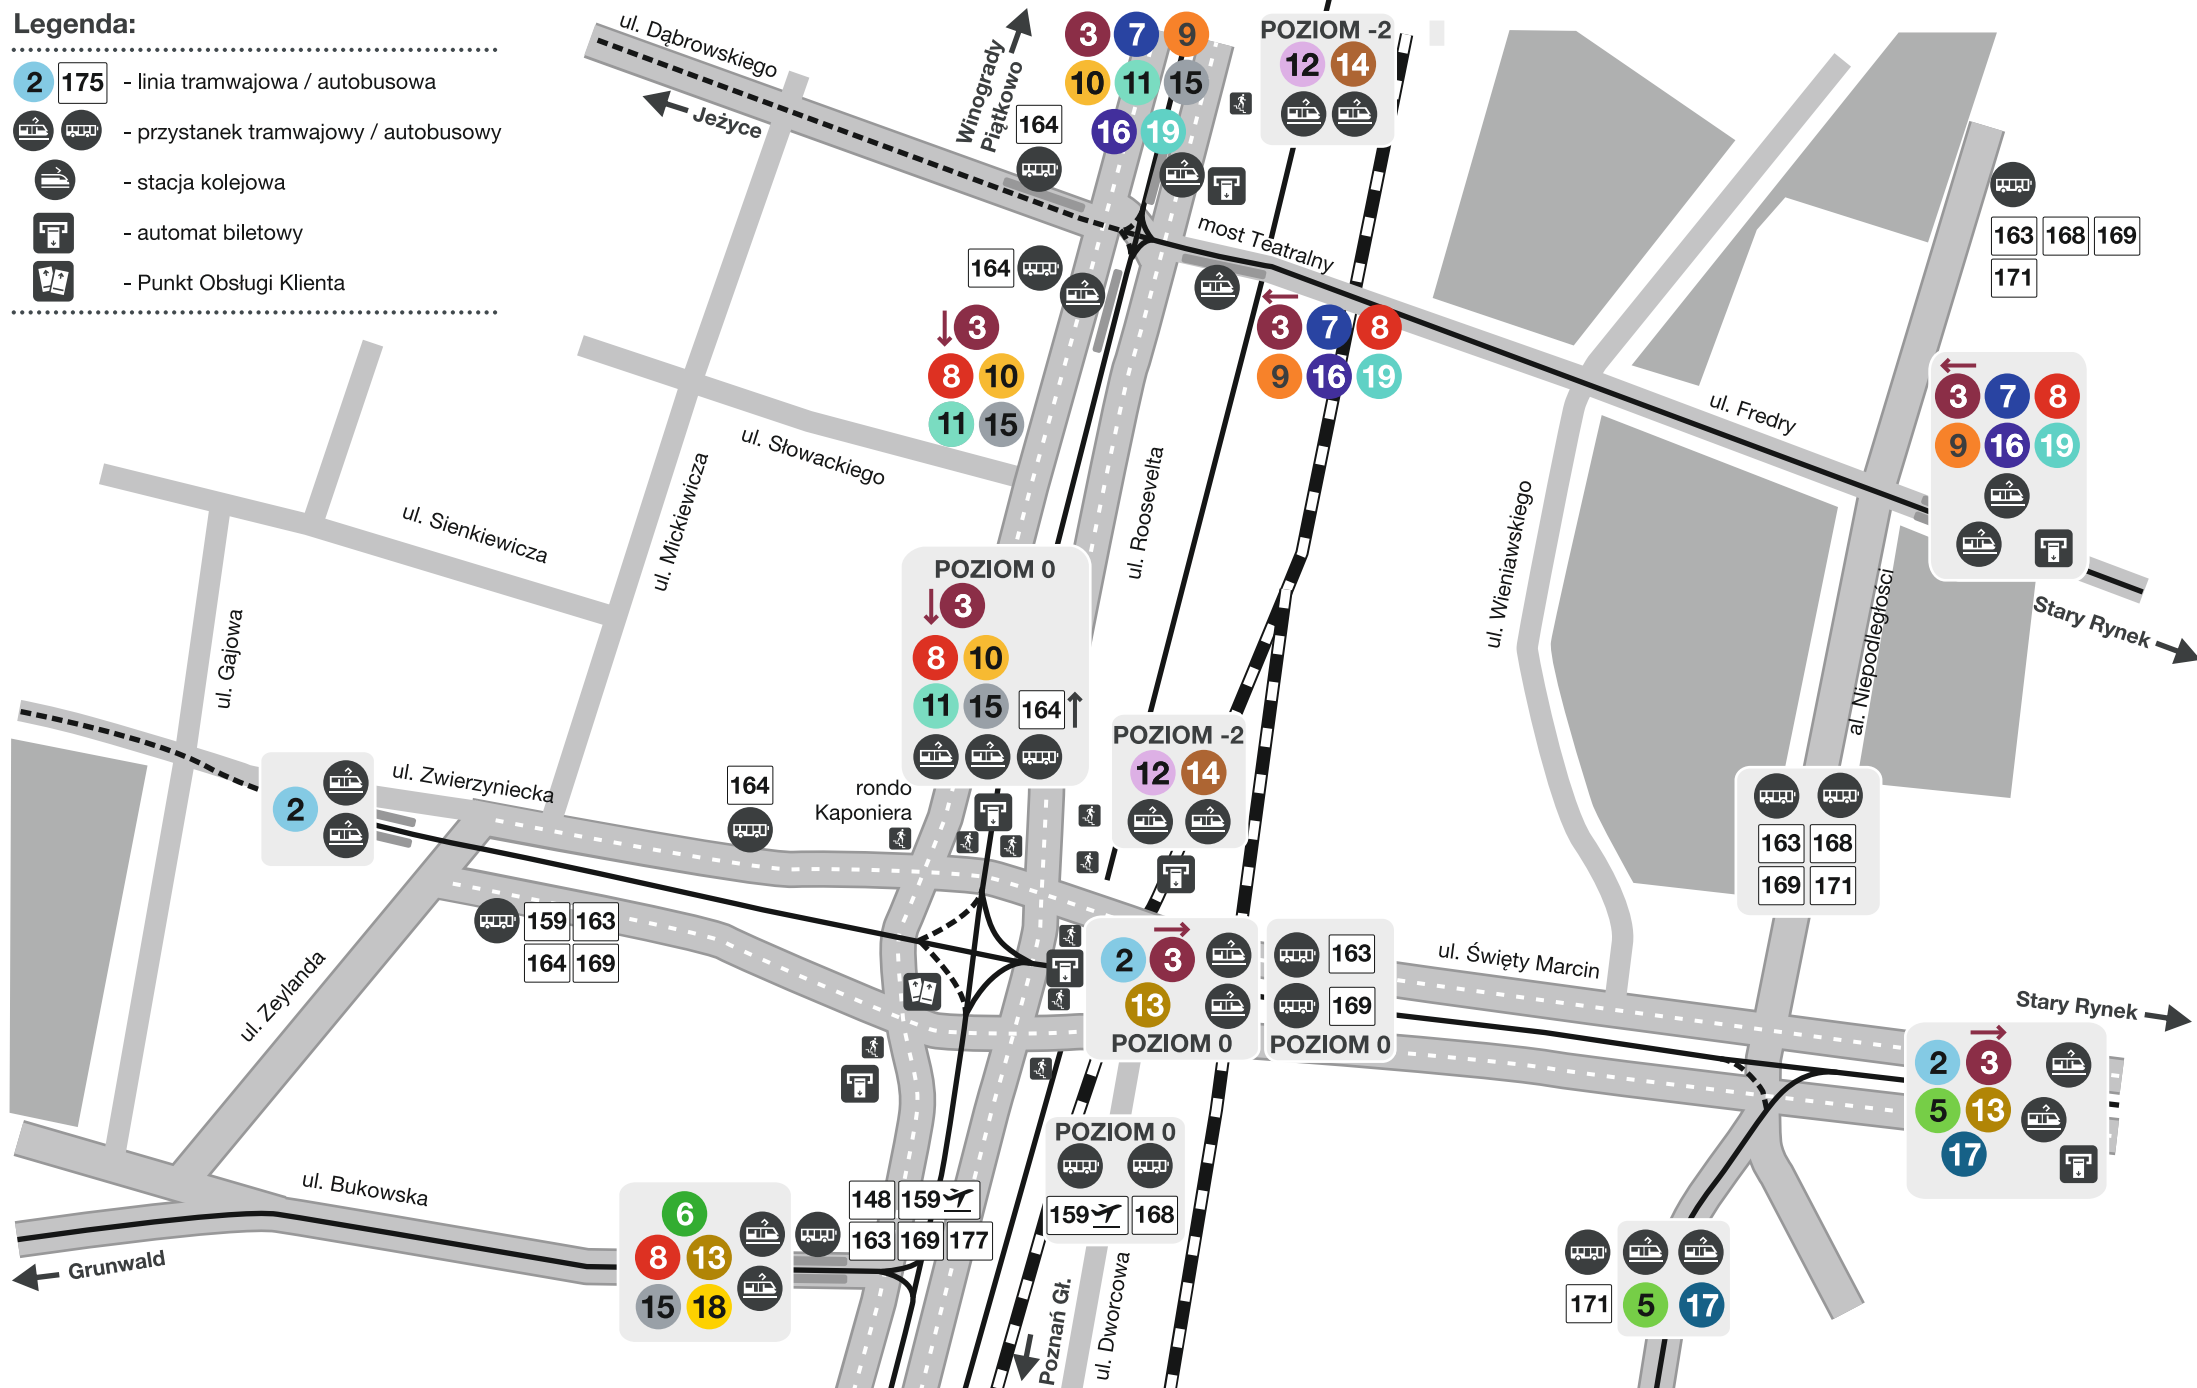 Legenda:
2 175 - linia tramwajowa / autobusowa
- przystanek tramwajowy / autobusowy
- stacja kolejowa
- automat biletowy
- Punkt Obsługi Klienta
ul. Dąbrowskiego
Jeżyce
Winogrady
Piątkowo
164
3 7 9
10 11 15
16 19
POZIOM -2
12 14
most Teatralny
164
3
8 10
11 15
3 7 8
9 16 19
163 168 169
171
3 7 8
9 16 19
ul. Fredry
Stary Rynek
ul. Słowackiego
ul. Sienkiewicza
ul. Mickiewicza
ul. Roosevelta
ul. Wieniawskiego
al. Niepodległości
ul. Gajowa
POZIOM 0
3
8 10
11 15 164
POZIOM -2
12 14
2
ul. Zwierzyniecka
164
rondo
Kaponiera
163 168
169 171
159 163
164 169
ul. Zeylanda
2 3
13
POZIOM 0
163
169
POZIOM 0
ul. Święty Marcin
Stary Rynek
2 3
5 13
17
POZIOM 0
159 168
ul. Bukowska
Grunwald
6
8 13
15 18
148 159
163 169 177
Poznań Gł.
ul. Dworcowa
171 5 17